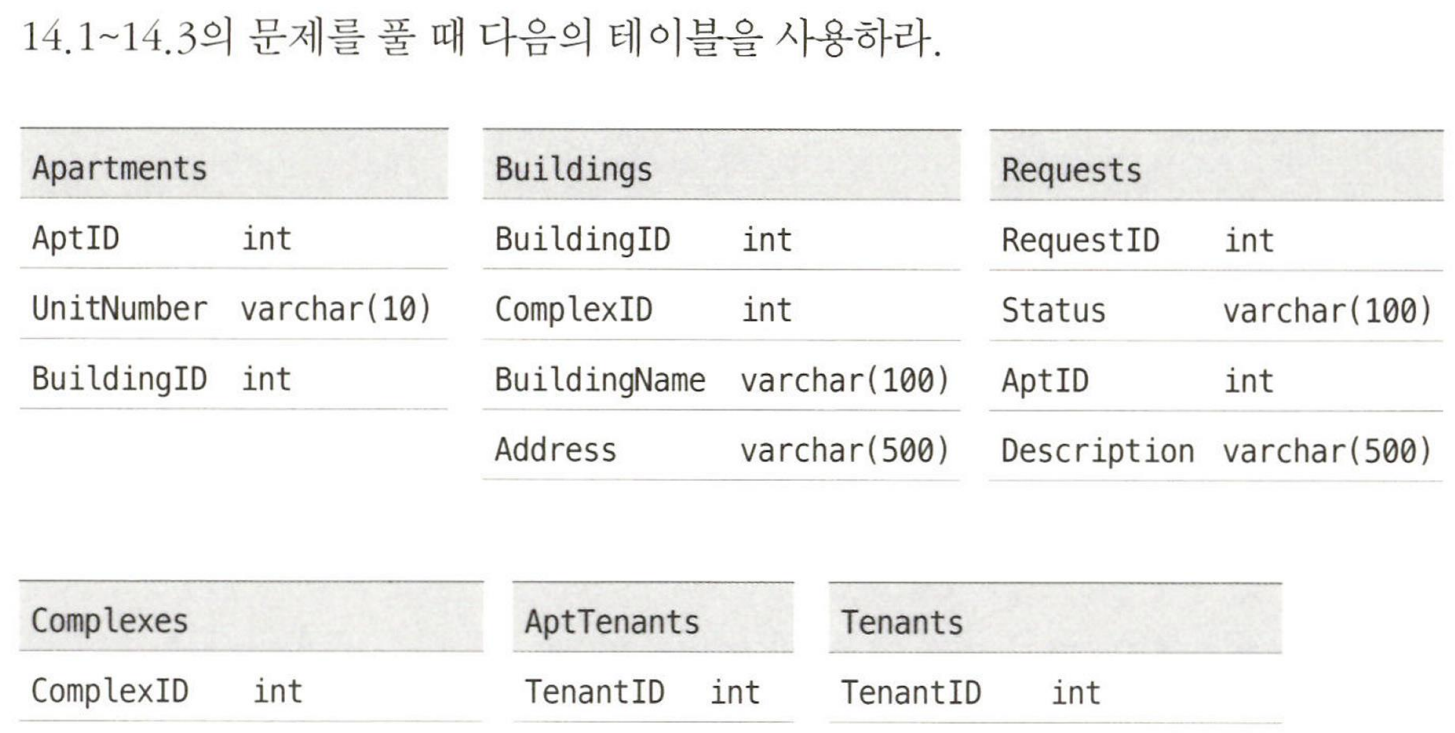 14.1~14.3의 문제를 풀 때 다음의 테이블을 사용하라.
Apartments
AptID int
UnitNumber varchar(10)
BuildingID int
Buildings
BuildingID int
ComplexID int
BuildingName varchar(100)
Address varchar(500)
Requests
RequestID int
Status varchar(100)
AptID int
Description varchar(500)
Complexes
ComplexID int
AptTenants
TenantID int
Tenants
TenantID int